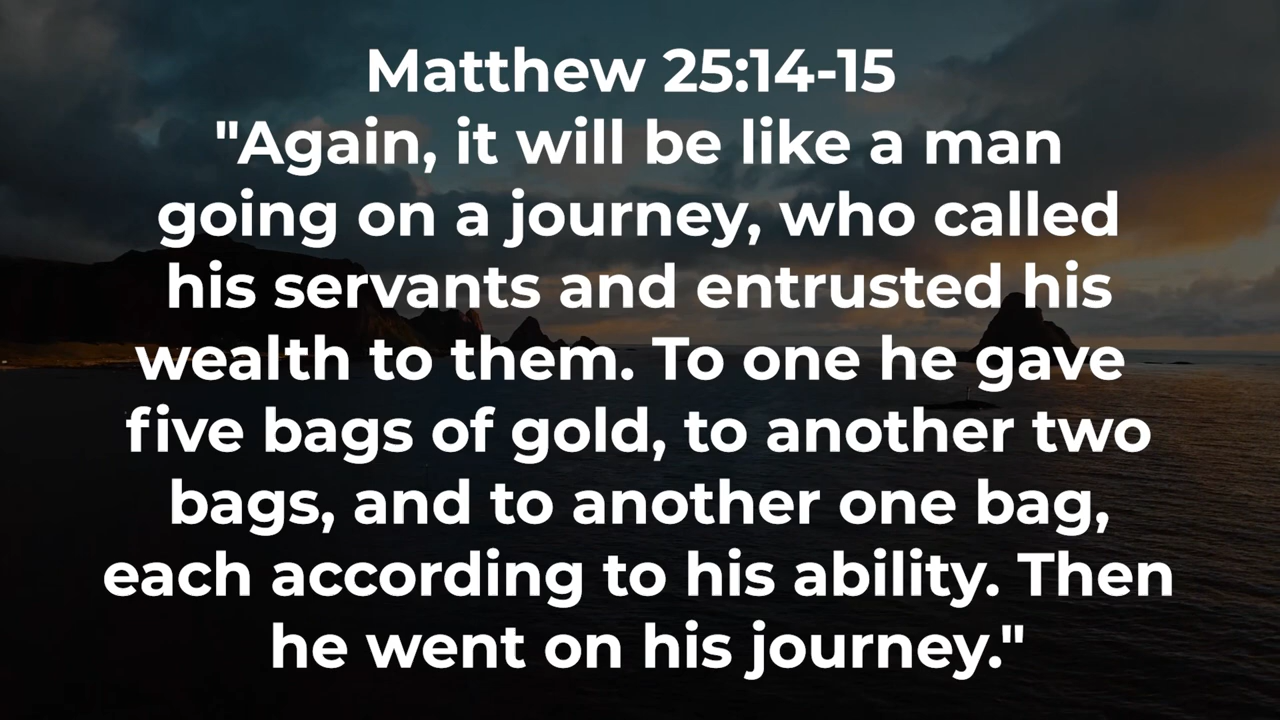 Matthew 25:14-15
"Again, it will be like a man
going on a journey, who called
his servants and entrusted his
wealth to them. To one he gave
five bags of gold, to another two
bags, and to another one bag,
each according to his ability. Then
he went on his journey."